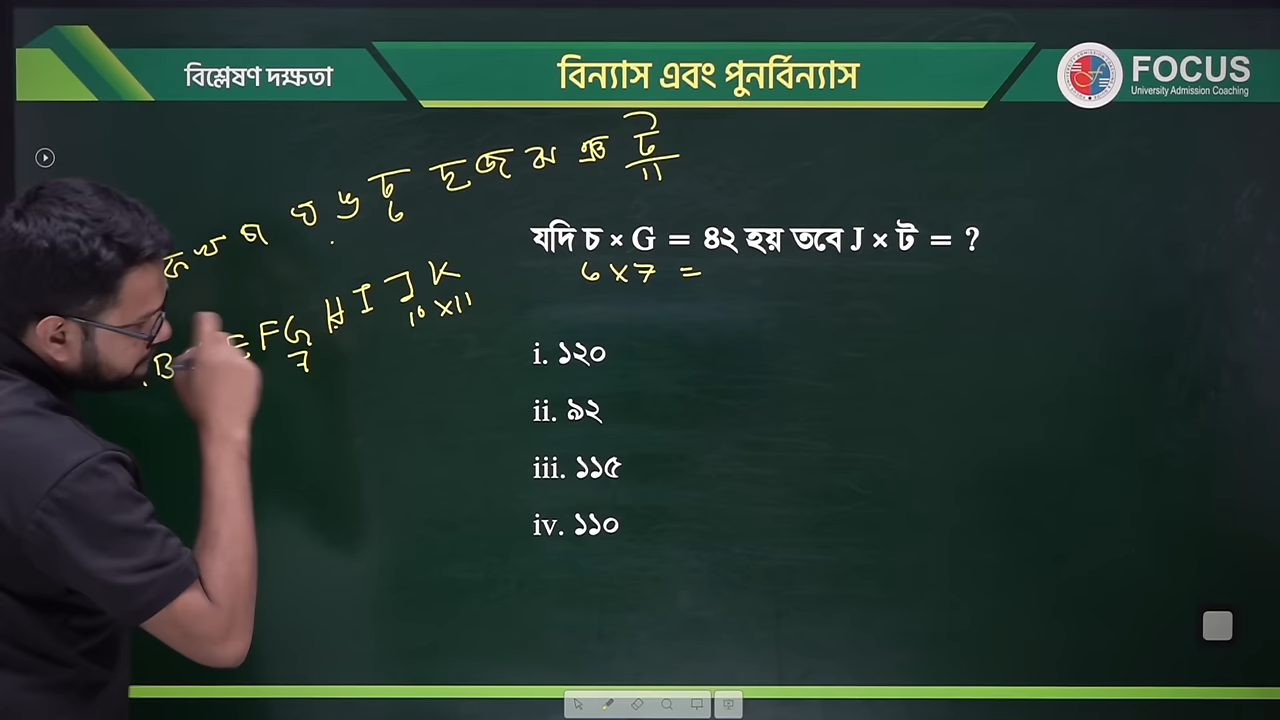 বিশ্লেষণ দক্ষতা
বিন্যাস এবং পুনর্বিন্যাস
FOCUS
University Admission Coaching
ক খ গ ঘ ঙ চ ছ জ ঝ ঞ ট
6
11
যদি চ × G = ৪২ হয় তবে J × ট = ?
6 x 7 =
B E F G H I J K
7
10 x 11
i. ১২০
ii. ৯২
iii. ১১৫
iv. ১১০